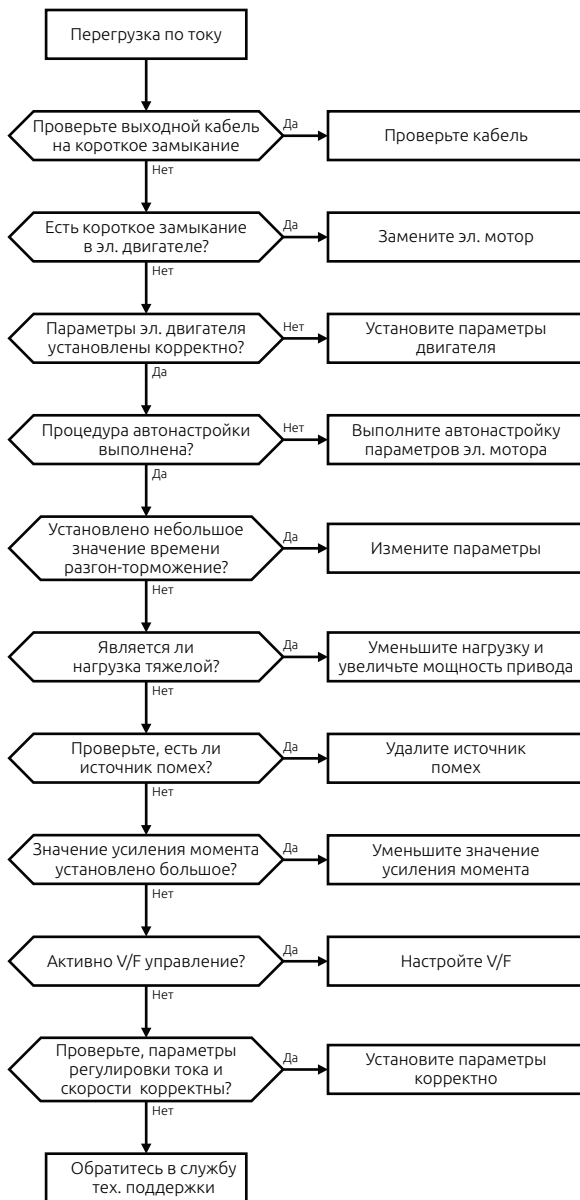 Перегрузка по току
Проверьте выходной кабель
на короткое замыкание
Да
Проверьте кабель
Нет
Есть короткое замыкание
в эл. двигателе?
Да
Замените эл. мотор
Нет
Параметры эл. двигателя
установлены корректно?
Нет
Установите параметры
двигателя
Да
Процедура автонастройки
выполнена?
Нет
Выполните автонастройку
параметров эл. мотора
Да
Установлено небольшое
значение времени
разгон-торможение?
Да
Измените параметры
Нет
Является ли
нагрузка тяжелой?
Да
Уменьшите нагрузку и
увеличьте мощность привода
Нет
Проверьте, есть ли
источник помех?
Да
Удалите источник
помех
Нет
Значение усиления момента
установлено большое?
Да
Уменьшите значение
усиления момента
Нет
Активно V/F управление?
Да
Настройте V/F
Нет
Проверьте, параметры
регулировки тока и
скорости корректны?
Да
Установите параметры
корректно
Нет
Обратитесь в службу
тех. поддержки